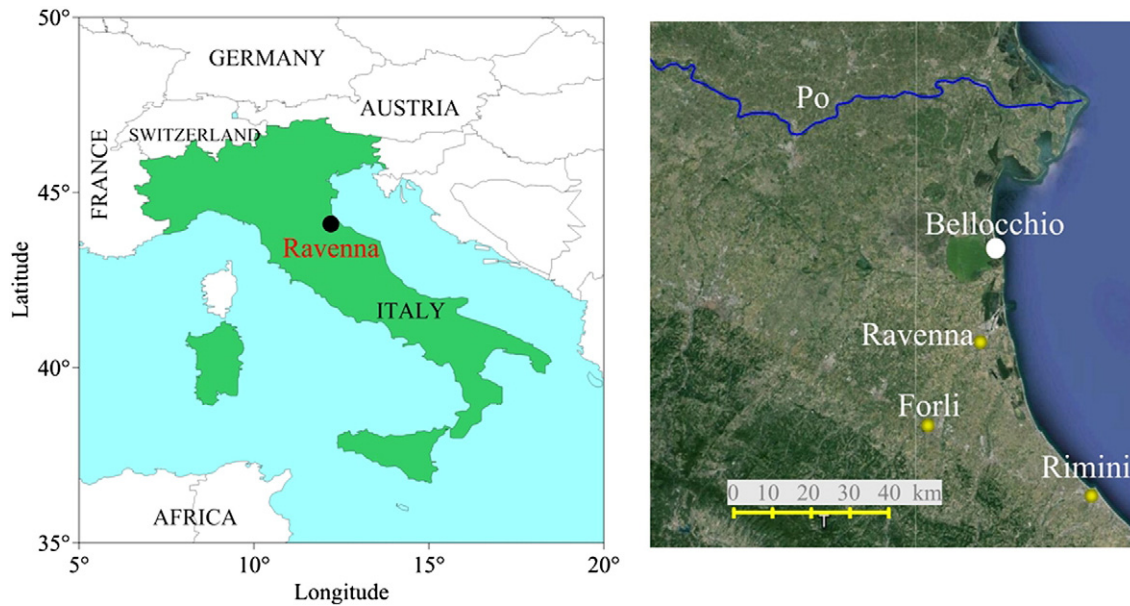 50°
45°
40°
35°
5°
10°
15°
20°
Latitude
Longitude
GERMANY
AUSTRIA
SWITZERLAND
FRANCE
Ravenna
ITALY
AFRICA
Po
Bellocchio
Ravenna
Forli
Rimini
0 10 20 30 40 km